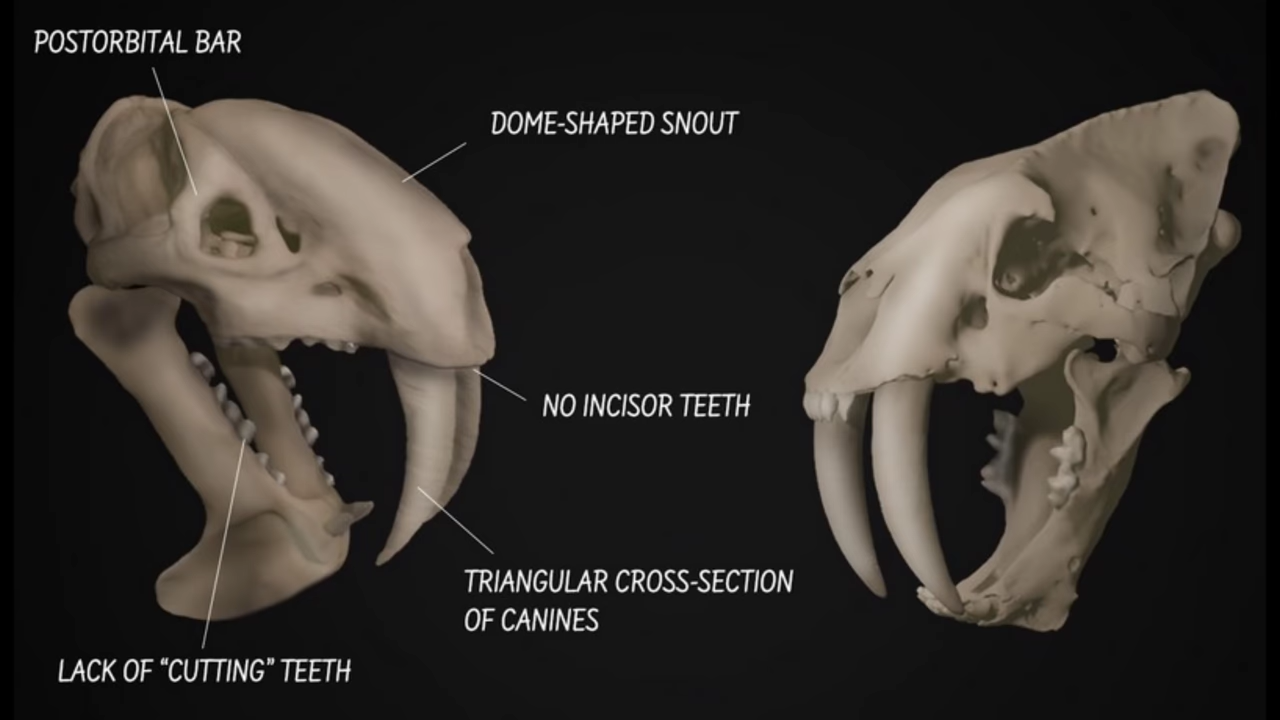 POSTORBITAL BAR
DOME-SHAPED SNOUT
NO INCISOR TEETH
TRIANGULAR CROSS-SECTION
OF CANINES
LACK OF “CUTTING” TEETH